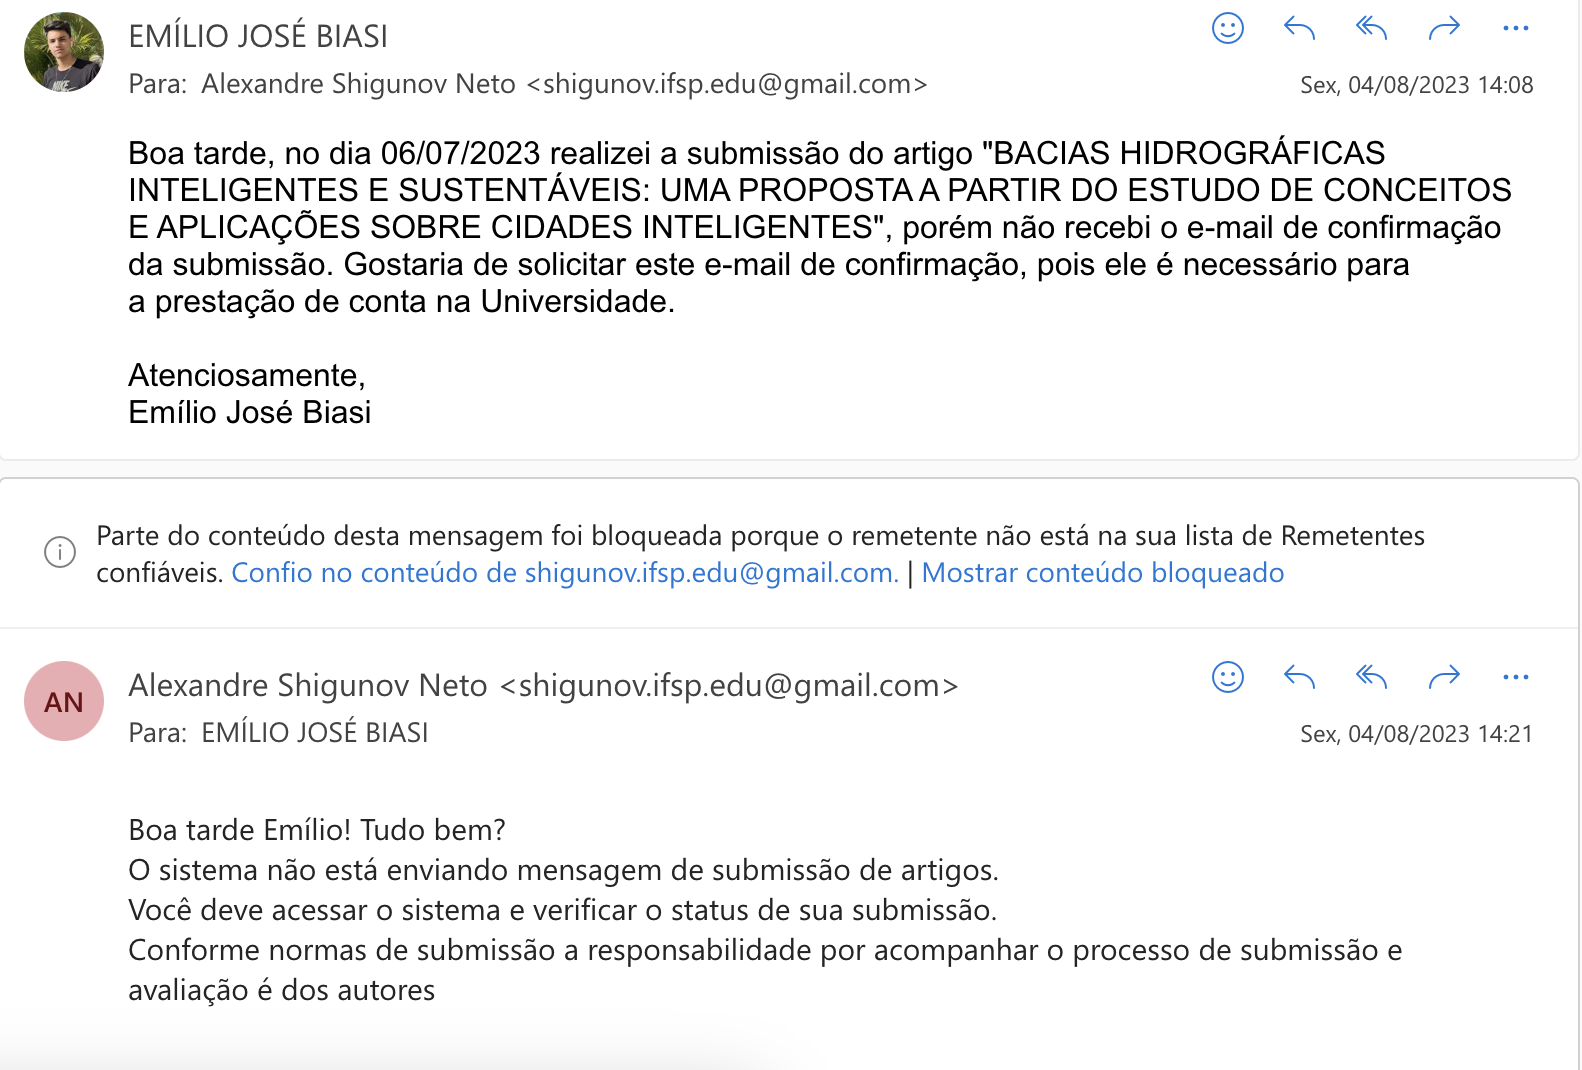 EMÍLIO JOSÉ BIASI
Para: Alexandre Shigunov Neto <shigunov.ifsp.edu@gmail.com>
Sex, 04/08/2023 14:08
Boa tarde, no dia 06/07/2023 realizei a submissão do artigo "BACIAS HIDROGRÁFICAS
INTELIGENTES E SUSTENTÁVEIS: UMA PROPOSTA A PARTIR DO ESTUDO DE CONCEITOS
E APLICAÇÕES SOBRE CIDADES INTELIGENTES", porém não recebi o e-mail de confirmação
da submissão. Gostaria de solicitar este e-mail de confirmação, pois ele é necessário para
a prestação de conta na Universidade.
Atenciosamente,
Emílio José Biasi
Parte do conteúdo desta mensagem foi bloqueada porque o remetente não está na sua lista de Remetentes
confiáveis. Confio no conteúdo de shigunov.ifsp.edu@gmail.com. | Mostrar conteúdo bloqueado
AN
Alexandre Shigunov Neto <shigunov.ifsp.edu@gmail.com>
Para: EMÍLIO JOSÉ BIASI
Sex, 04/08/2023 14:21
Boa tarde Emílio! Tudo bem?
O sistema não está enviando mensagem de submissão de artigos.
Você deve acessar o sistema e verificar o status de sua submissão.
Conforme normas de submissão a responsabilidade por acompanhar o processo de submissão e
avaliação é dos autores